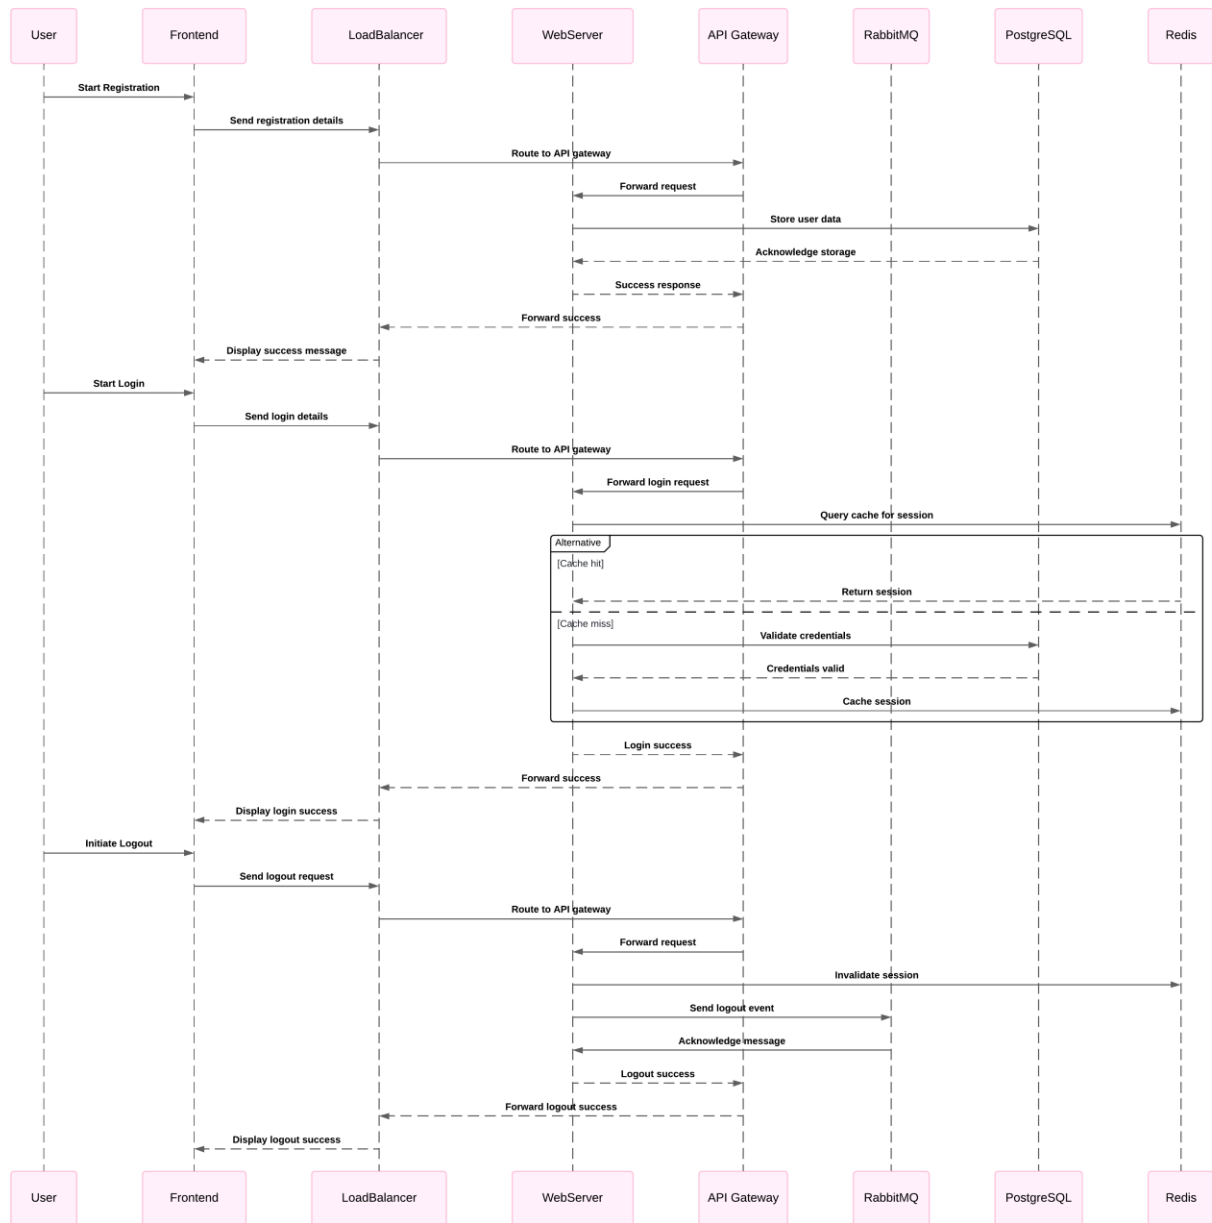 User
Frontend
LoadBalancer
WebServer
API Gateway
RabbitMQ
PostgreSQL
Redis
Start Registration
Send registration details
Route to API gateway
Forward request
Store user data
Acknowledge storage
Success response
Forward success
Display success message
Start Login
Send login details
Route to API gateway
Forward login request
Query cache for session
Alternative
[Cache hit]
Return session
[Cache miss]
Validate credentials
Credentials valid
Cache session
Login success
Forward success
Display login success
Initiate Logout
Send logout request
Route to API gateway
Forward request
Invalidate session
Send logout event
Acknowledge message
Logout success
Forward logout success
Display logout success
User
Frontend
LoadBalancer
WebServer
API Gateway
RabbitMQ
PostgreSQL
Redis